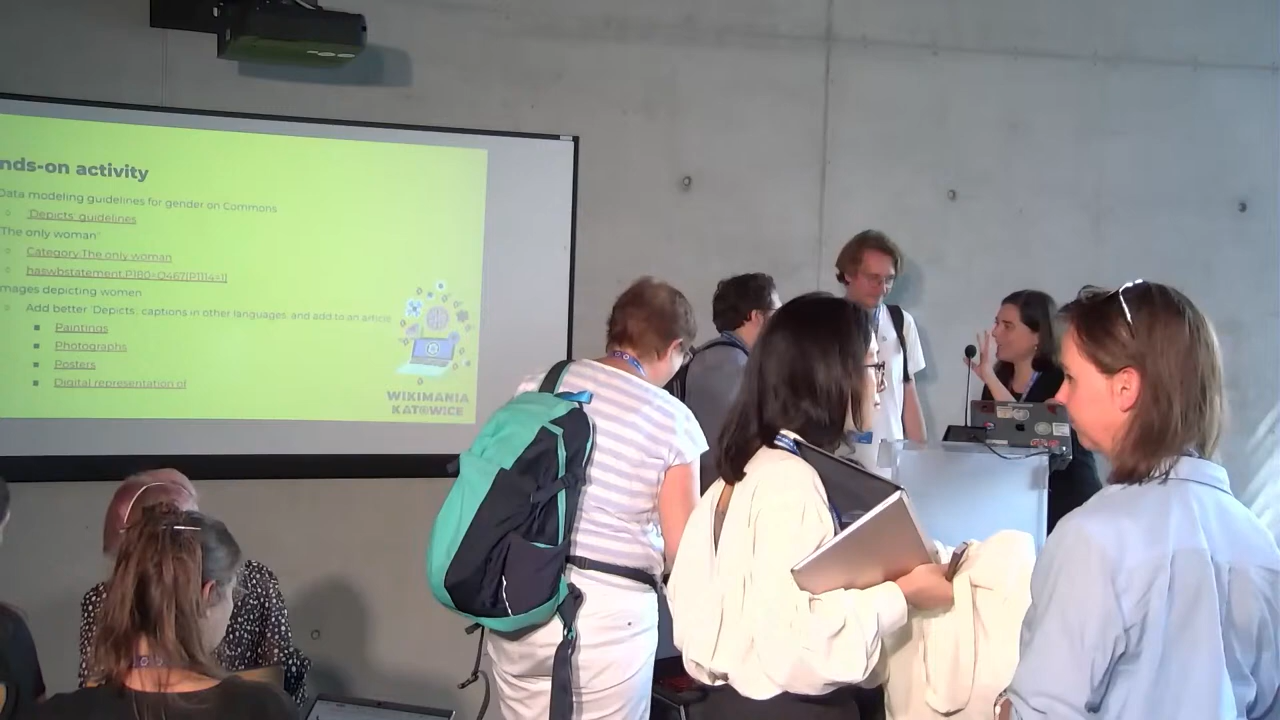 nds-on activity
Data modeling guidelines for gender on Commons
'Depicts' guidelines
The only woman"
Category:The only woman
haswbstatement:P180=Q467[P1114=1]
mages depicting women
Add better 'Depicts', captions in other languages, and add to an article
Paintings
Photographs
Posters
Digital representation of
WIKIMANIA
KATOWICE